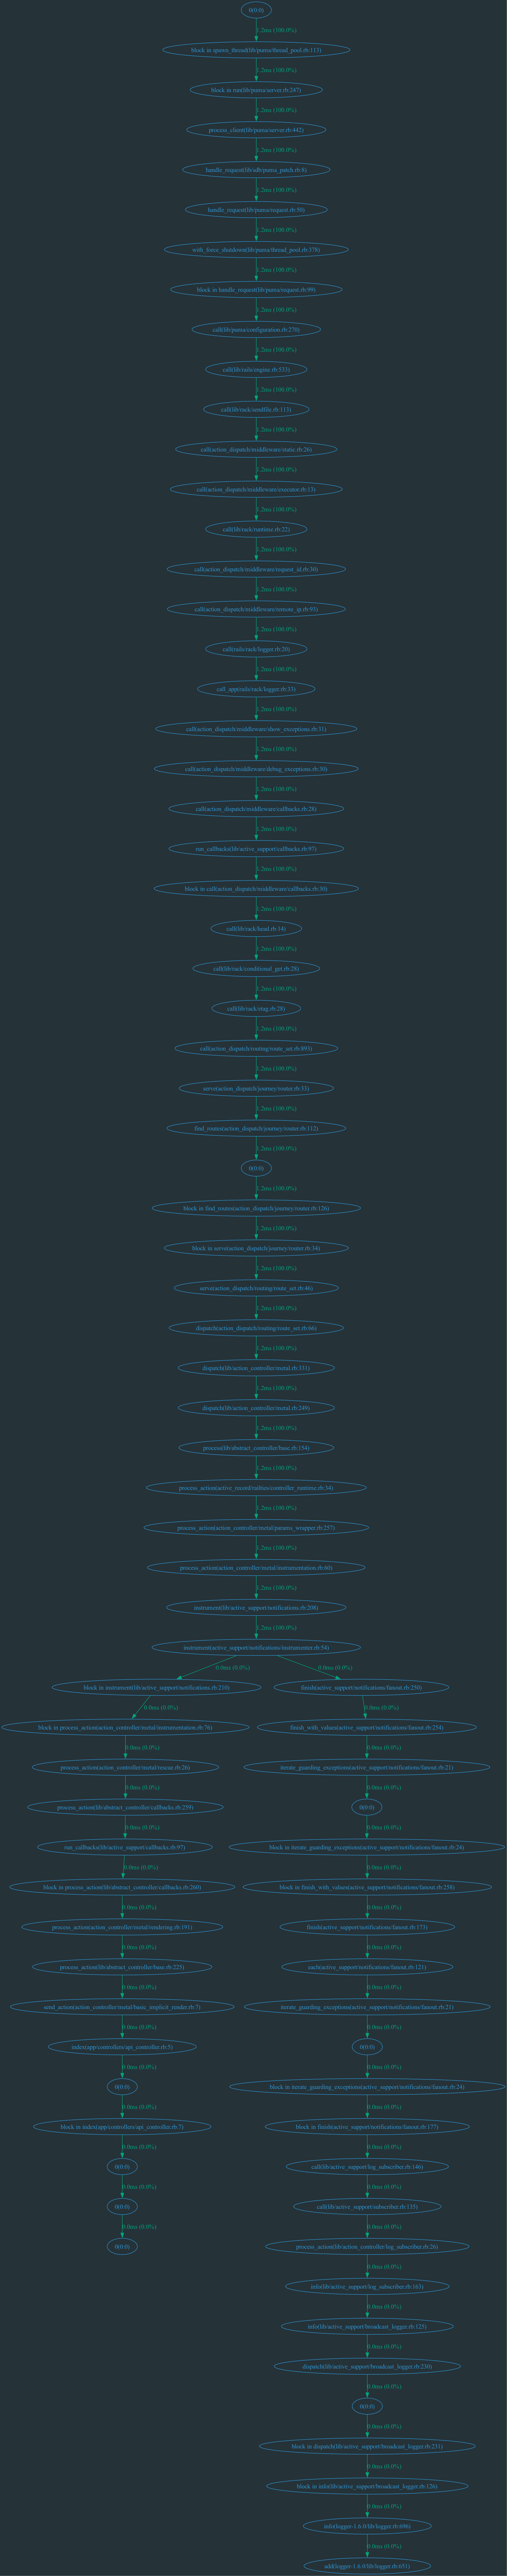 0(0:0)
1.2ms (100.0%)
block in spawn_thread(lib/puma/thread_pool.rb:113)
1.2ms (100.0%)
block in run(lib/puma/server.rb:247)
1.2ms (100.0%)
process_client(lib/puma/server.rb:442)
1.2ms (100.0%)
handle_request(lib/sdb/puma_patch.rb:8)
1.2ms (100.0%)
handle_request(lib/puma/request.rb:50)
1.2ms (100.0%)
with_force_shutdown(lib/puma/thread_pool.rb:378)
1.2ms (100.0%)
block in handle_request(lib/puma/request.rb:99)
1.2ms (100.0%)
call(lib/puma/configuration.rb:270)
1.2ms (100.0%)
call(lib/rails/engine.rb:533)
1.2ms (100.0%)
call(lib/rack/sendfile.rb:113)
1.2ms (100.0%)
call(action_dispatch/middleware/static.rb:26)
1.2ms (100.0%)
call(action_dispatch/middleware/executor.rb:13)
1.2ms (100.0%)
call(lib/rack/runtime.rb:22)
1.2ms (100.0%)
call(action_dispatch/middleware/request_id.rb:30)
1.2ms (100.0%)
call(action_dispatch/middleware/remote_ip.rb:93)
1.2ms (100.0%)
call(rails/rack/logger.rb:20)
1.2ms (100.0%)
call_app(rails/rack/logger.rb:33)
1.2ms (100.0%)
call(action_dispatch/middleware/show_exceptions.rb:31)
1.2ms (100.0%)
call(action_dispatch/middleware/debug_exceptions.rb:30)
1.2ms (100.0%)
call(action_dispatch/middleware/callbacks.rb:28)
1.2ms (100.0%)
run_callbacks(lib/active_support/callbacks.rb:97)
1.2ms (100.0%)
block in call(action_dispatch/middleware/callbacks.rb:30)
1.2ms (100.0%)
call(lib/rack/head.rb:14)
1.2ms (100.0%)
call(lib/rack/conditional_get.rb:28)
1.2ms (100.0%)
call(lib/rack/etag.rb:28)
1.2ms (100.0%)
call(action_dispatch/routing/route_set.rb:893)
1.2ms (100.0%)
serve(action_dispatch/journey/router.rb:33)
1.2ms (100.0%)
find_routes(action_dispatch/journey/router.rb:112)
1.2ms (100.0%)
0(0:0)
1.2ms (100.0%)
block in find_routes(action_dispatch/journey/router.rb:126)
1.2ms (100.0%)
block in serve(action_dispatch/journey/router.rb:34)
1.2ms (100.0%)
serve(action_dispatch/routing/route_set.rb:46)
1.2ms (100.0%)
dispatch(action_dispatch/routing/route_set.rb:66)
1.2ms (100.0%)
dispatch(lib/action_controller/metal.rb:331)
1.2ms (100.0%)
dispatch(lib/action_controller/metal.rb:249)
1.2ms (100.0%)
process(lib/abstract_controller/base.rb:154)
1.2ms (100.0%)
process_action(active_record/railties/controller_runtime.rb:34)
1.2ms (100.0%)
process_action(action_controller/metal/params_wrapper.rb:257)
1.2ms (100.0%)
process_action(action_controller/metal/instrumentation.rb:60)
1.2ms (100.0%)
instrument(lib/active_support/notifications.rb:208)
1.2ms (100.0%)
instrument(active_support/notifications/instrumenter.rb:54)
0.0ms (0.0%) 0.0ms (0.0%)
block in instrument(lib/active_support/notifications.rb:210) finish(active_support/notifications/fanout.rb:250)
0.0ms (0.0%) 0.0ms (0.0%)
block in process_action(action_controller/metal/instrumentation.rb:76) finish_with_values(active_support/notifications/fanout.rb:254)
0.0ms (0.0%) 0.0ms (0.0%)
process_action(action_controller/metal/rescue.rb:26) iterate_guarding_exceptions(active_support/notifications/fanout.rb:21)
0.0ms (0.0%) 0.0ms (0.0%)
process_action(lib/abstract_controller/callbacks.rb:259) 0(0:0)
0.0ms (0.0%) 0.0ms (0.0%)
run_callbacks(lib/active_support/callbacks.rb:97) block in iterate_guarding_exceptions(active_support/notifications/fanout.rb:24)
0.0ms (0.0%) 0.0ms (0.0%)
block in process_action(lib/abstract_controller/callbacks.rb:260) block in finish_with_values(active_support/notifications/fanout.rb:258)
0.0ms (0.0%) 0.0ms (0.0%)
process_action(action_controller/metal/rendering.rb:191) finish(active_support/notifications/fanout.rb:173)
0.0ms (0.0%) 0.0ms (0.0%)
process_action(lib/abstract_controller/base.rb:225) each(active_support/notifications/fanout.rb:121)
0.0ms (0.0%) 0.0ms (0.0%)
send_action(action_controller/metal/basic_implicit_render.rb:7) iterate_guarding_exceptions(active_support/notifications/fanout.rb:21)
0.0ms (0.0%) 0.0ms (0.0%)
index(app/controllers/api_controller.rb:5) 0(0:0)
0.0ms (0.0%) 0.0ms (0.0%)
0(0:0) block in iterate_guarding_exceptions(active_support/notifications/fanout.rb:24)
0.0ms (0.0%) 0.0ms (0.0%)
block in index(app/controllers/api_controller.rb:7) block in finish(active_support/notifications/fanout.rb:177)
0.0ms (0.0%) 0.0ms (0.0%)
0(0:0) call(lib/active_support/log_subscriber.rb:146)
0.0ms (0.0%) 0.0ms (0.0%)
0(0:0) call(lib/active_support/subscriber.rb:135)
0.0ms (0.0%) 0.0ms (0.0%)
0(0:0) process_action(lib/action_controller/log_subscriber.rb:26)
0.0ms (0.0%)
info(lib/active_support/log_subscriber.rb:163)
0.0ms (0.0%)
info(lib/active_support/broadcast_logger.rb:125)
0.0ms (0.0%)
dispatch(lib/active_support/broadcast_logger.rb:230)
0.0ms (0.0%)
0(0:0)
0.0ms (0.0%)
block in dispatch(lib/active_support/broadcast_logger.rb:231)
0.0ms (0.0%)
block in info(lib/active_support/broadcast_logger.rb:126)
0.0ms (0.0%)
info(logger-1.6.0/lib/logger.rb:696)
0.0ms (0.0%)
add(logger-1.6.0/lib/logger.rb:651)